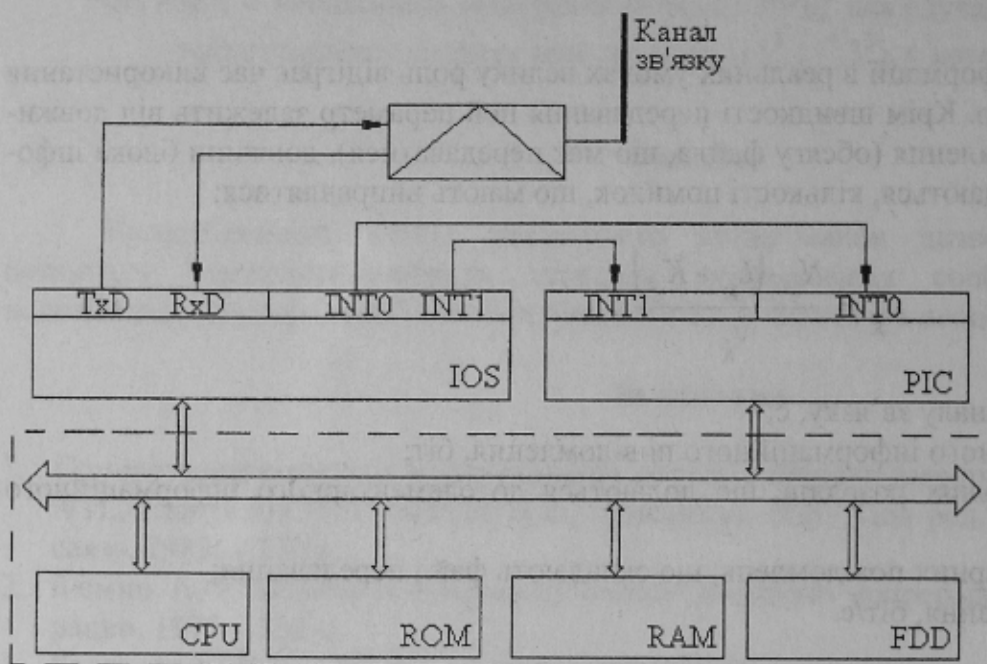 Канал
зв'язку
TxD RxD INT0 INT1 INT1 INT0
IOS PIC
CPU ROM RAM FDD